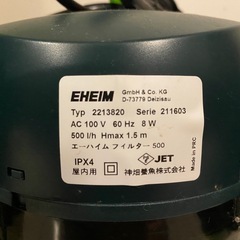 EHEIM GmbH & Co. KG
D-73779 Deizisau
Typ 2213820 Serie 211603
AC 100 V 60 Hz 8 W
500 l/h Hmax 1.5 m
エーハイム フィルター 500
IPX4 JET
屋内用 神畑養魚株式会社
Made in PRC